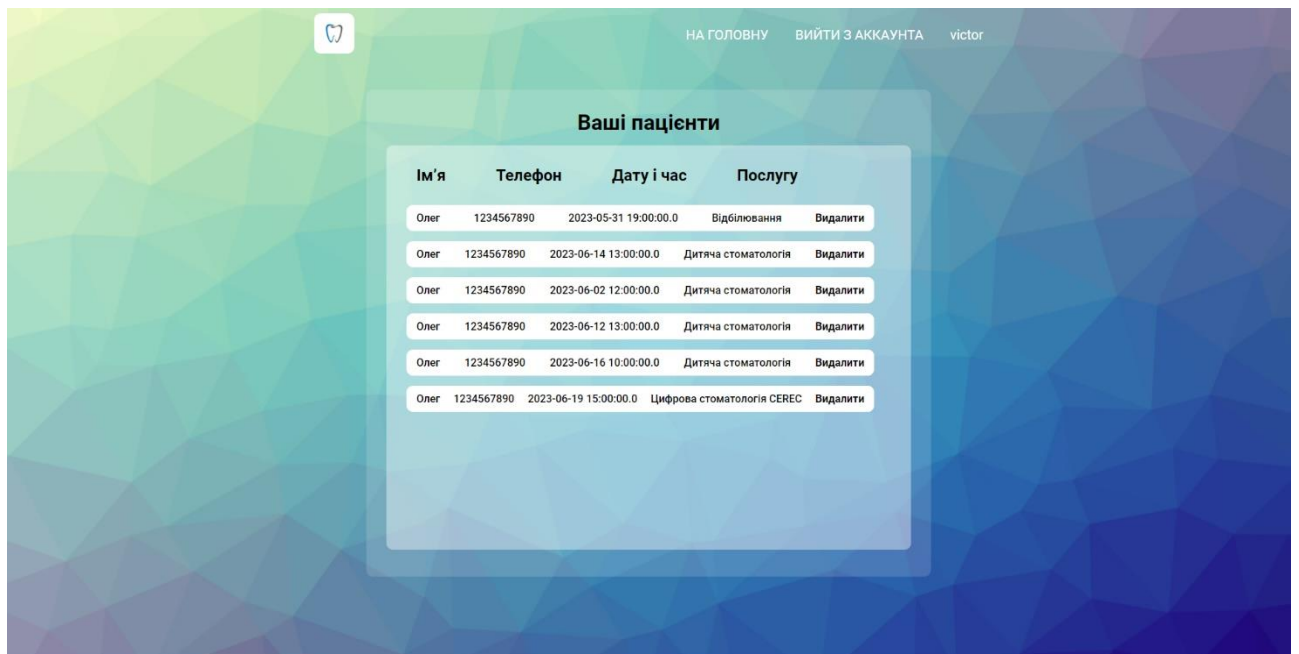 НА ГОЛОВНУ ВИЙТИ З АККАУНТА victor
Ваші пацієнти
Ім'я Телефон Дату і час Послугу
Олег 1234567890 2023-05-31 19:00:00.0 Відбілювання Видалити
Олег 1234567890 2023-06-14 13:00:00.0 Дитяча стоматологія Видалити
Олег 1234567890 2023-06-02 12:00:00.0 Дитяча стоматологія Видалити
Олег 1234567890 2023-06-12 13:00:00.0 Дитяча стоматологія Видалити
Олег 1234567890 2023-06-16 10:00:00.0 Дитяча стоматологія Видалити
Олег 1234567890 2023-06-19 15:00:00.0 Цифрова стоматологія CEREC Видалити